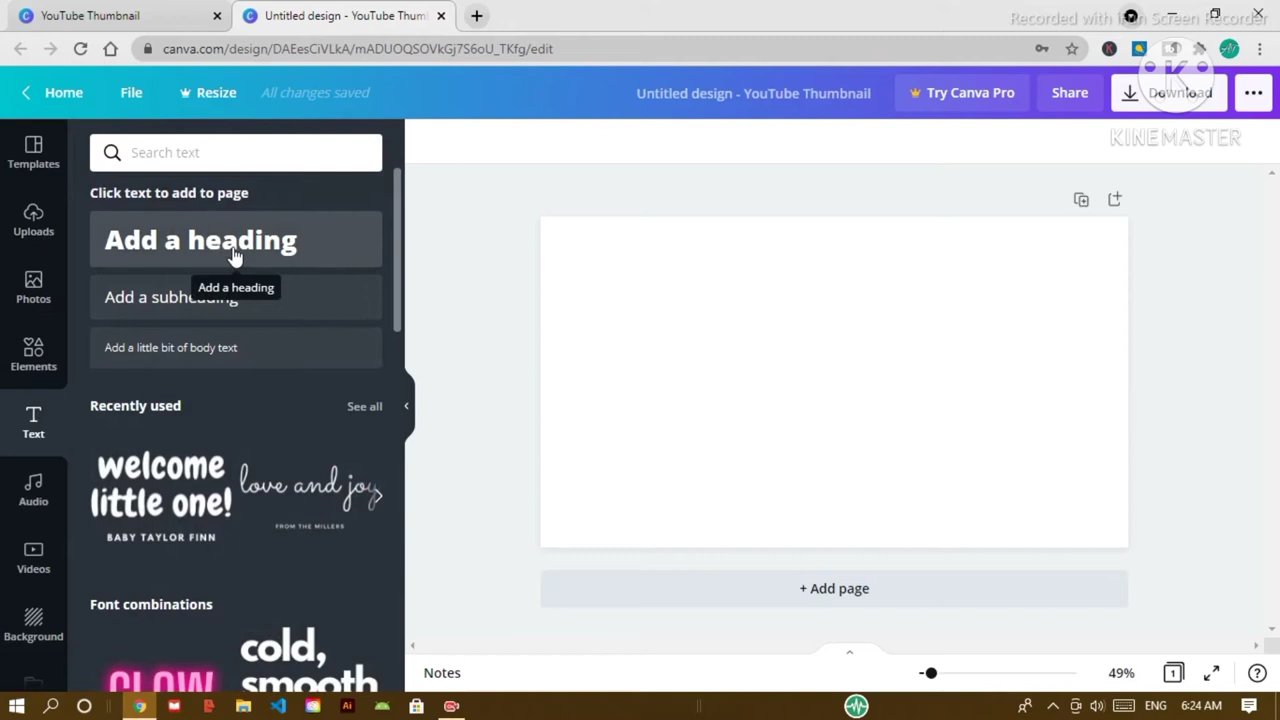 YouTube Thumbnail
Untitled design - YouTube Thum
Recorded with Iron Screen Recorder
canva.com/design/DAEesCiVLkA/mADUOQSOVkGj7S6oU_TKfg/edit
Home File Resize All changes saved Untitled design - YouTube Thumbnail Try Canva Pro Share Download
KINEMASTER
Templates
Uploads
Photos
Elements
Text
Audio
Videos
Background
Search text
Click text to add to page
Add a heading
Add a heading
Add a subheading
Add a little bit of body text
Recently used See all
welcome
little one!
BABY TAYLOR FINN
love and joy
FROM THE MILLERS
Font combinations
GLOW
cold,
smooth
+ Add page
Notes 49% 1
ENG 6:24 AM